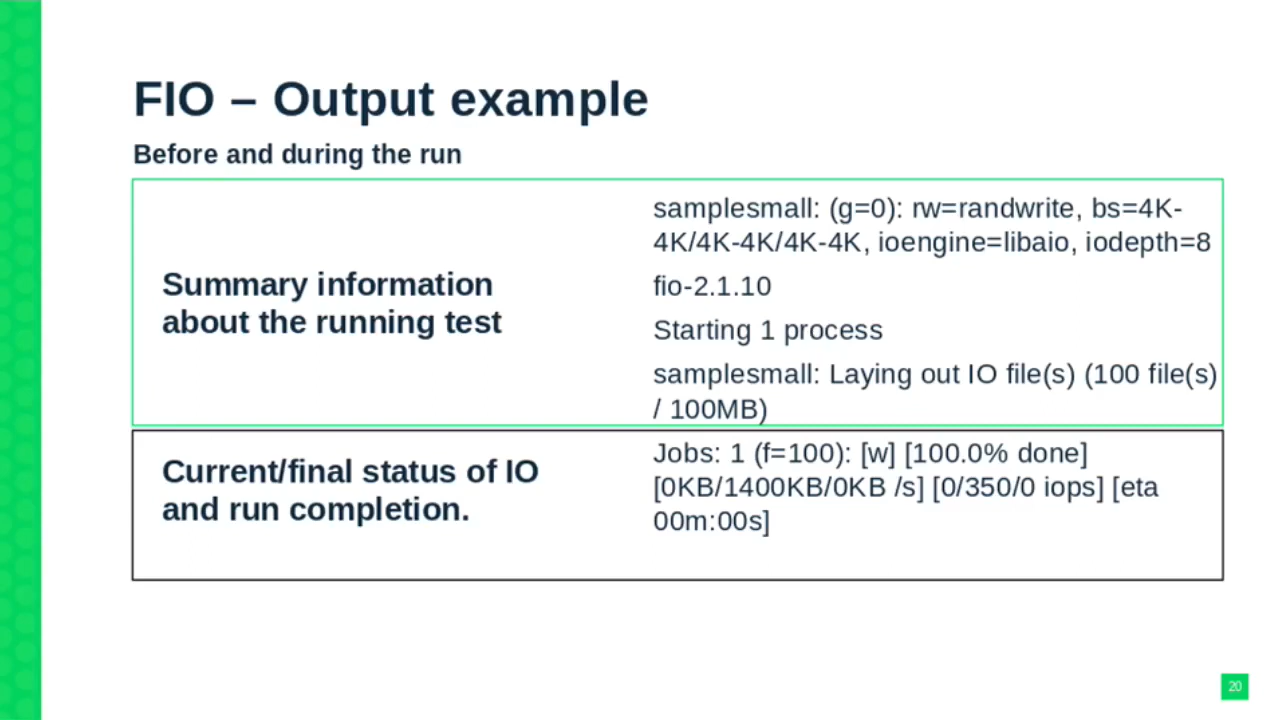 FIO – Output example
Before and during the run
Summary information
about the running test
samplesmall: (g=0): rw=randwrite, bs=4K-
4K/4K-4K/4K-4K, ioengine=libaio, iodepth=8
fio-2.1.10
Starting 1 process
samplesmall: Laying out IO file(s) (100 file(s)
/ 100MB)
Current/final status of IO
and run completion.
Jobs: 1 (f=100): [w] [100.0% done]
[0KB/1400KB/0KB /s] [0/350/0 iops] [eta
00m:00s]
20